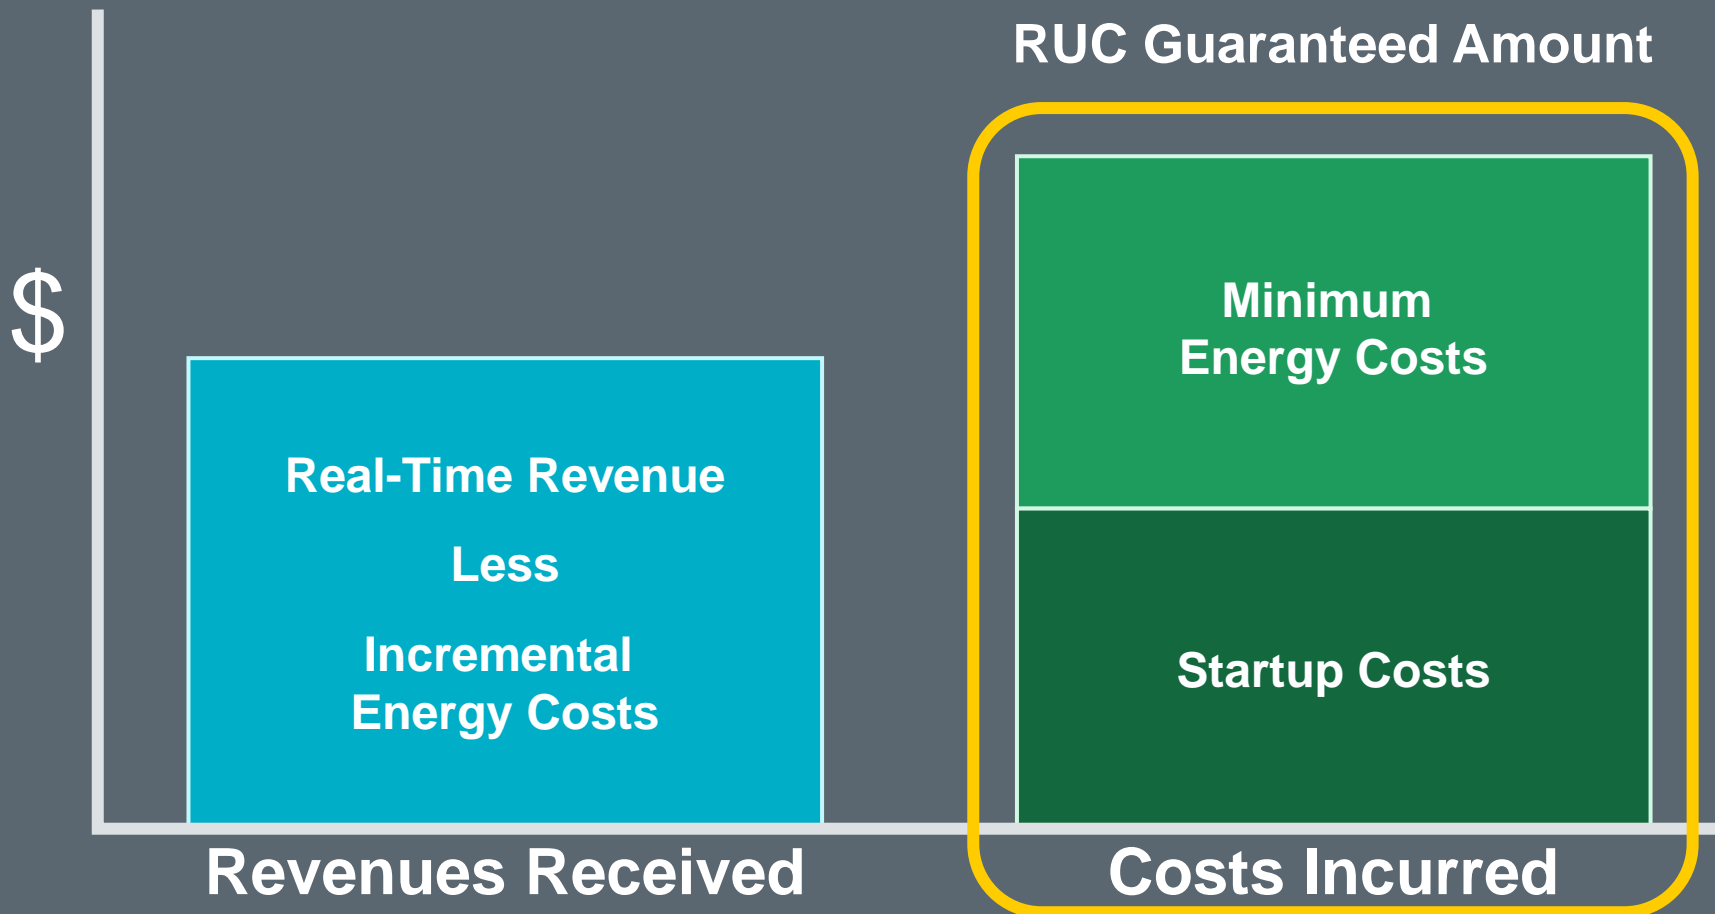 RUC Guaranteed Amount
$
Real-Time Revenue
Less
Incremental
Energy Costs
Minimum
Energy Costs
Startup Costs
Revenues Received
Costs Incurred